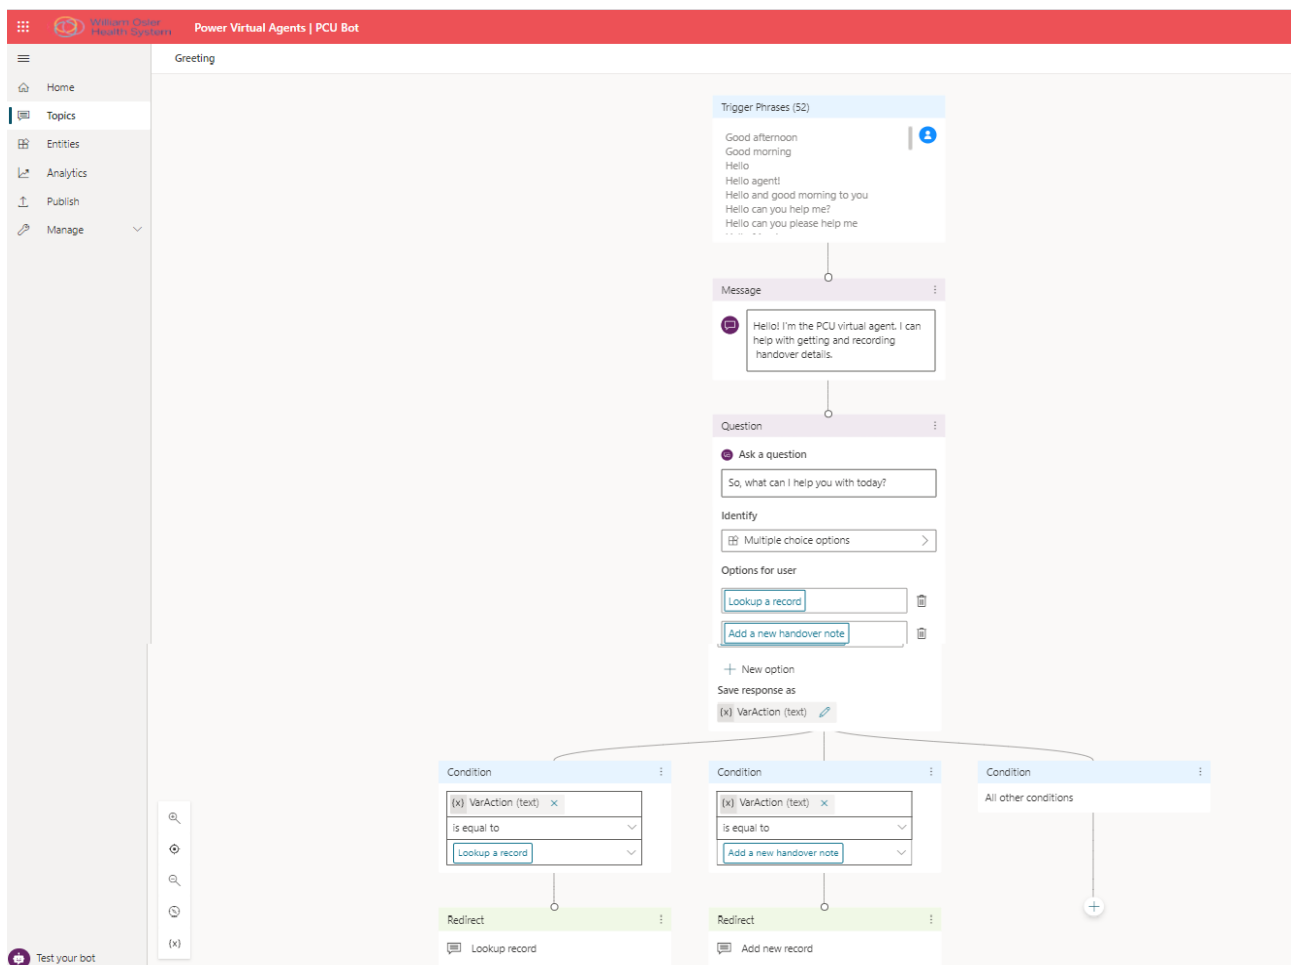 William Osler
Health System
Power Virtual Agents | PCU Bot
Greeting
Home
Topics
Entities
Analytics
Publish
Manage
Trigger Phrases (52)
Good afternoon
Good morning
Hello
Hello agent!
Hello and good morning to you
Hello can you help me?
Hello can you please help me
Message
Hello! I'm the PCU virtual agent. I can
help with getting and recording
handover details.
Question
Ask a question
So, what can I help you with today?
Identify
Multiple choice options
Options for user
Lookup a record
Add a new handover note
New option
Save response as
(x) VarAction (text)
Condition
(x) VarAction (text)
is equal to
Lookup a record
Redirect
Lookup record
Condition
(x) VarAction (text)
is equal to
Add a new handover note
Redirect
Add new record
Condition
All other conditions
(x)
Test your bot